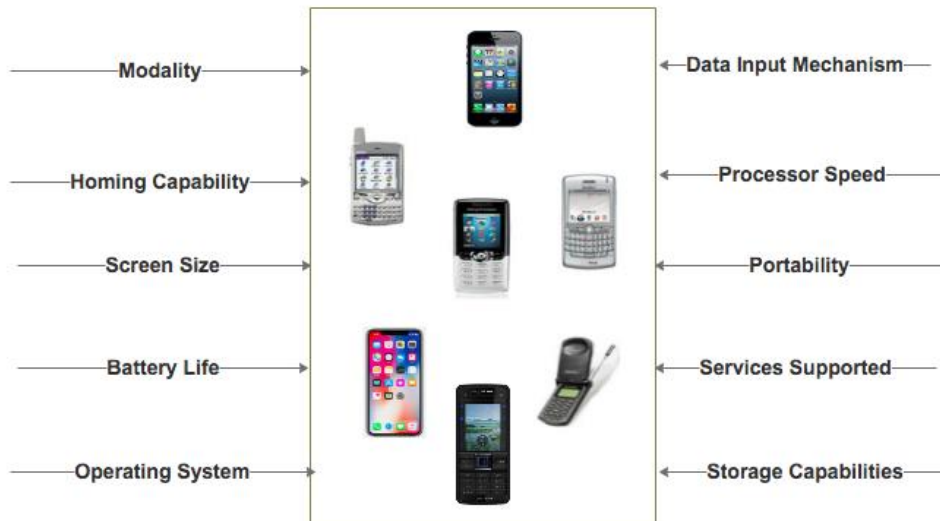 Modality
Data Input Mechanism
Homing Capability
Processor Speed
Screen Size
Portability
Battery Life
Services Supported
Operating System
Storage Capabilities